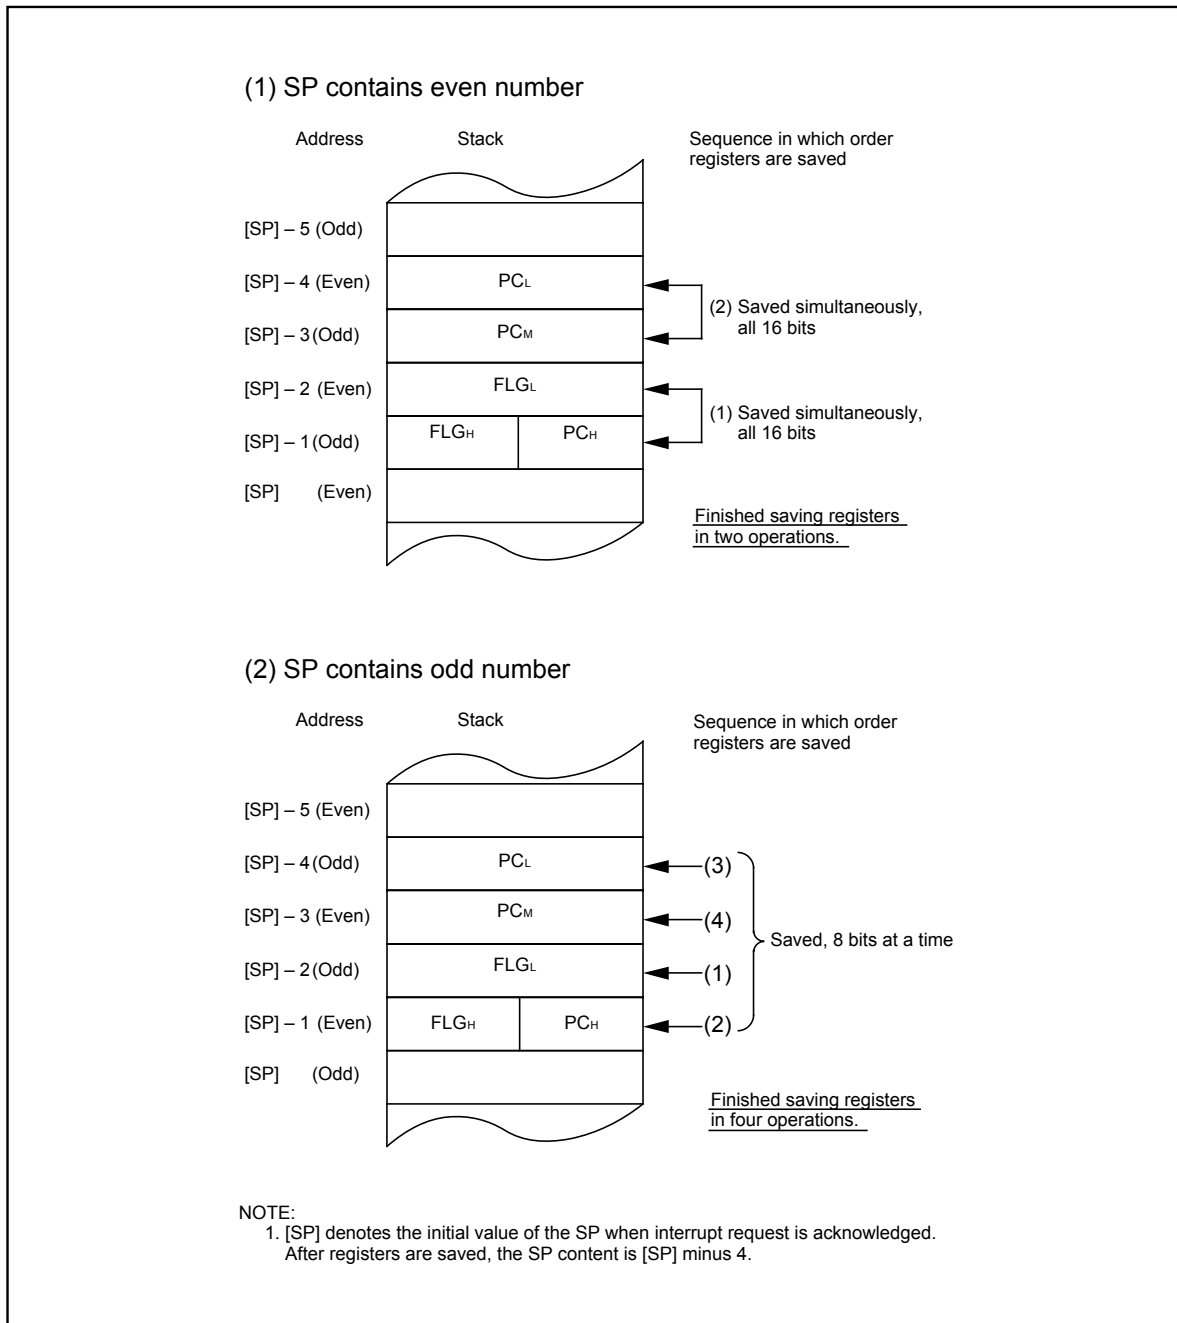 (1) SP contains even number
Address Stack Sequence in which order
registers are saved
[SP] – 5 (Odd)
[SP] – 4 (Even) PCL
(2) Saved simultaneously,
all 16 bits
[SP] – 3 (Odd) PCM
[SP] – 2 (Even) FLGL
(1) Saved simultaneously,
all 16 bits
[SP] – 1 (Odd) FLGH PCH
[SP] (Even)
Finished saving registers
in two operations.
(2) SP contains odd number
Address Stack Sequence in which order
registers are saved
[SP] – 5 (Even)
[SP] – 4 (Odd) PCL (3)
[SP] – 3 (Even) PCM (4)
Saved, 8 bits at a time
[SP] – 2 (Odd) FLGL (1)
[SP] – 1 (Even) FLGH PCH (2)
[SP] (Odd)
Finished saving registers
in four operations.
NOTE:
1. [SP] denotes the initial value of the SP when interrupt request is acknowledged.
After registers are saved, the SP content is [SP] minus 4.